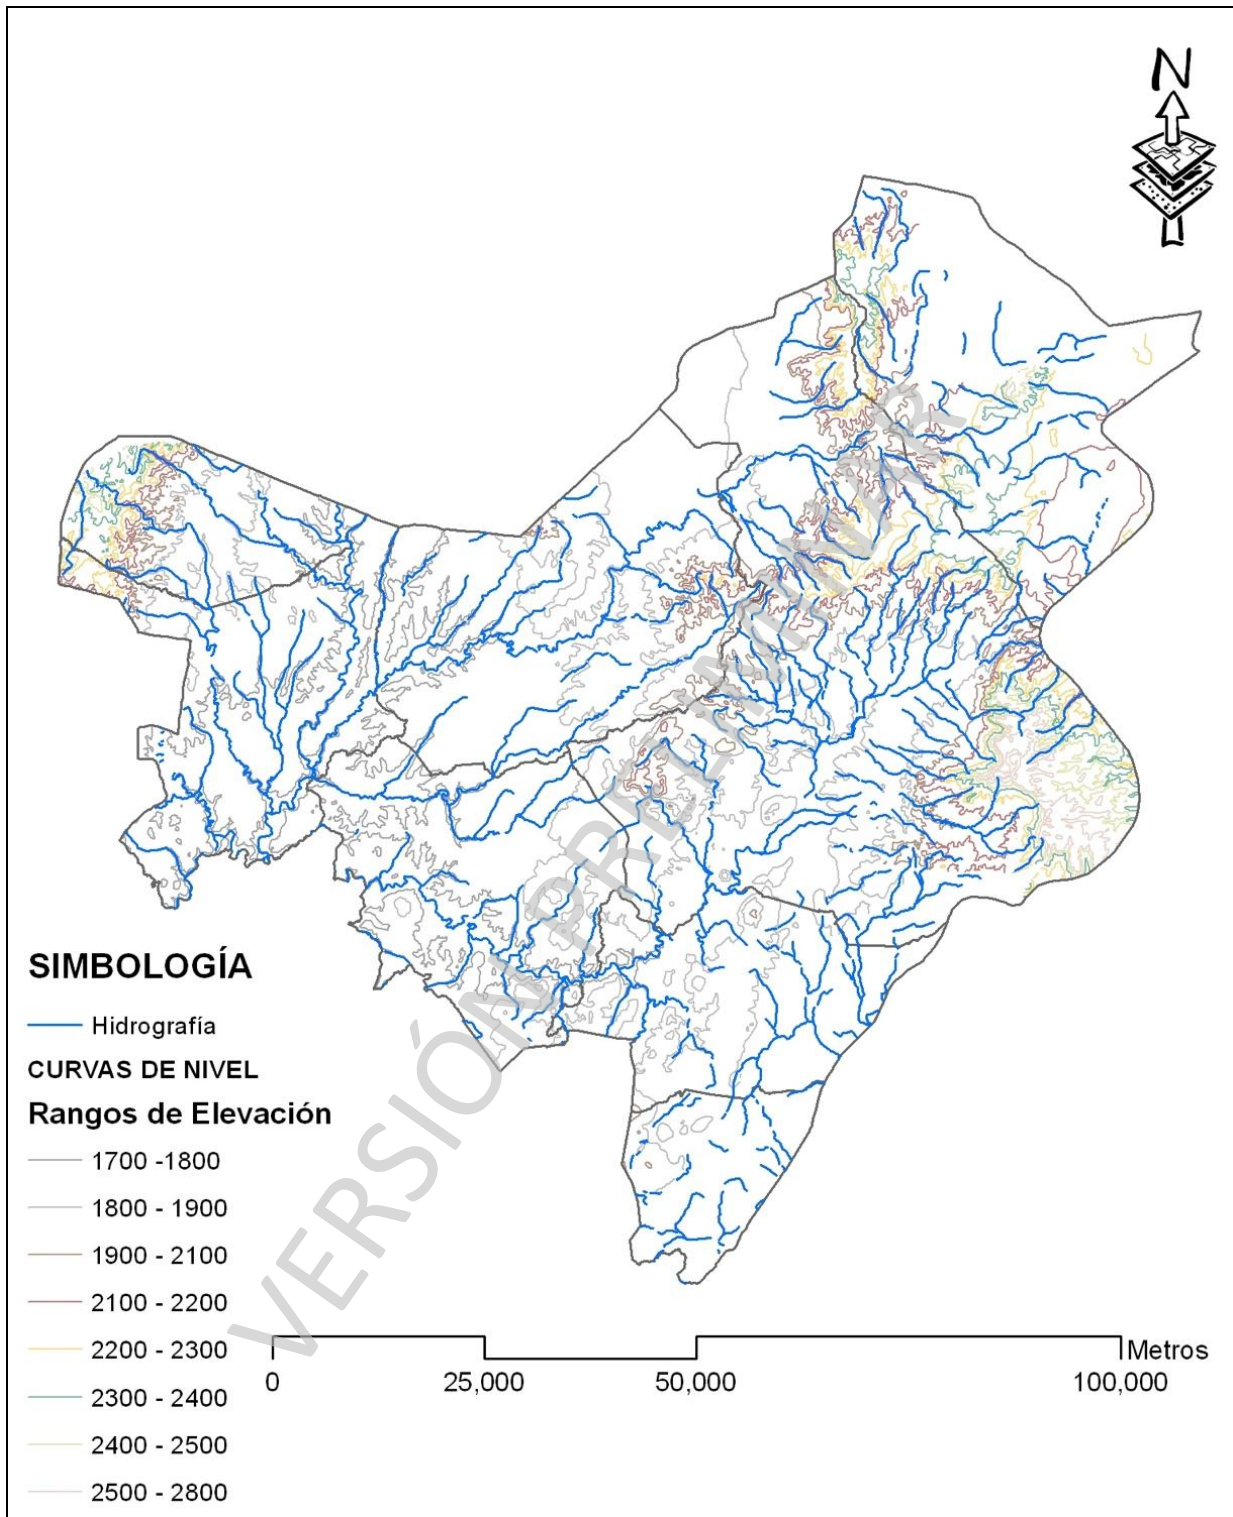 N
VERSIÓN PRELIMINAR
SIMBOLOGÍA
Hidrografía
CURVAS DE NIVEL
Rangos de Elevación
1700 -1800
1800 - 1900
1900 - 2100
2100 - 2200
2200 - 2300
2300 - 2400
2400 - 2500
2500 - 2800
Metros
0 25,000 50,000 100,000